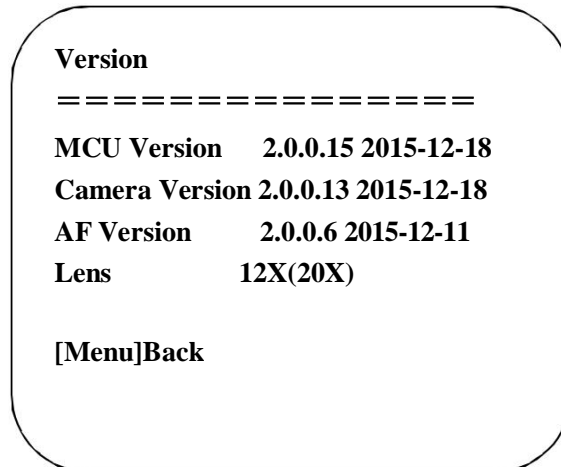 Version
===============
MCU Version 2.0.0.15 2015-12-18
Camera Version 2.0.0.13 2015-12-18
AF Version 2.0.0.6 2015-12-11
Lens 12X(20X)
[Menu]Back